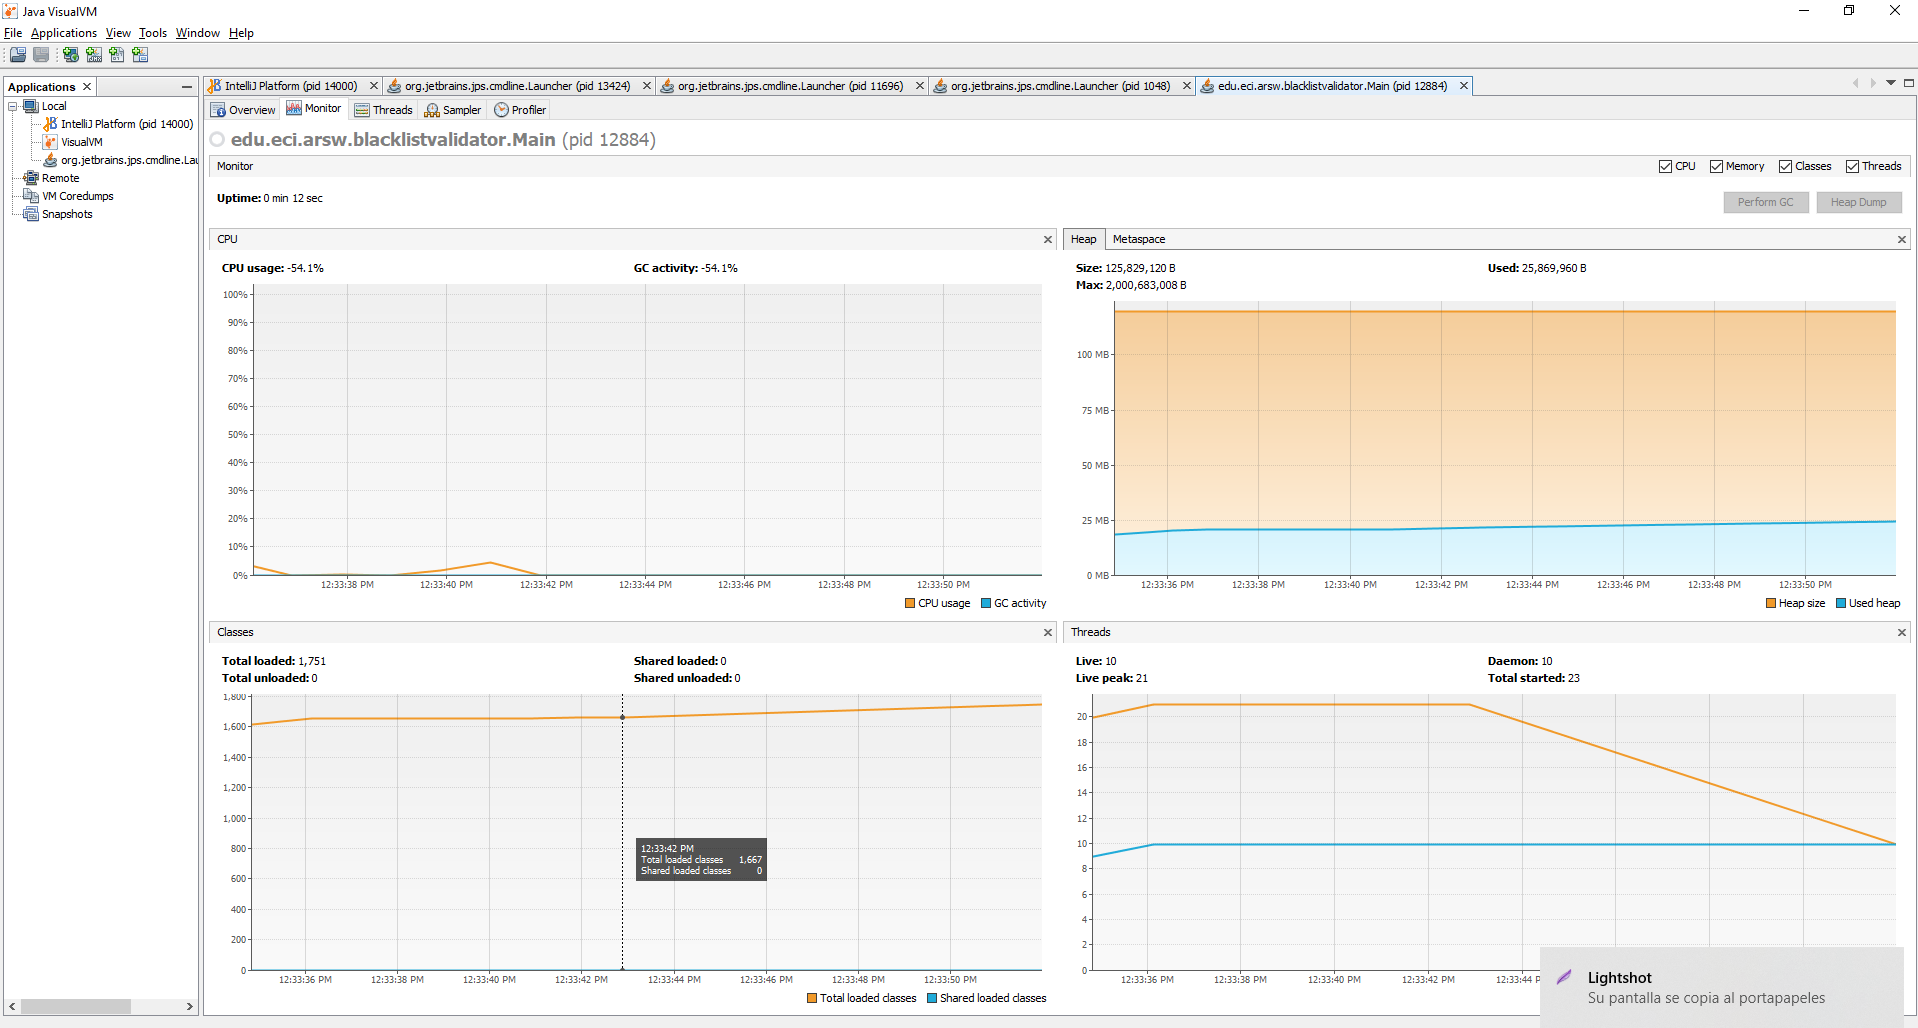 Java VisualVM
File Applications View Tools Window Help
Applications
Local
IntelliJ Platform (pid 14000)
VisualVM
org.jetbrains.jps.cmdline.Lau
Remote
VM Coredumps
Snapshots
IntelliJ Platform (pid 14000) org.jetbrains.jps.cmdline.Launcher (pid 13424) org.jetbrains.jps.cmdline.Launcher (pid 11696) org.jetbrains.jps.cmdline.Launcher (pid 1048) edu.eci.arsw.blacklistvalidator.Main (pid 12884)
Overview Monitor Threads Sampler Profiler
edu.eci.arsw.blacklistvalidator.Main (pid 12884)
Monitor CPU Memory Classes Threads
Uptime: 0 min 12 sec
Perform GC Heap Dump
CPU
CPU usage: -54.1% GC activity: -54.1%
100%
90%
80%
70%
60%
50%
40%
30%
20%
10%
0%
12:33:38 PM 12:33:40 PM 12:33:42 PM 12:33:44 PM 12:33:46 PM 12:33:48 PM 12:33:50 PM
CPU usage GC activity
Heap Metaspace
Size: 125,829,120 B Used: 25,869,960 B
Max: 2,000,683,008 B
100 MB
75 MB
50 MB
25 MB
0 MB
12:33:36 PM 12:33:38 PM 12:33:40 PM 12:33:42 PM 12:33:44 PM 12:33:46 PM 12:33:48 PM 12:33:50 PM
Heap size Used heap
Classes
Total loaded: 1,751 Shared loaded: 0
Total unloaded: 0 Shared unloaded: 0
1,800
1,600
1,400
1,200
1,000
800
600
400
200
0
12:33:42 PM
Total loaded classes 1,667
Shared loaded classes 0
12:33:36 PM 12:33:38 PM 12:33:40 PM 12:33:42 PM 12:33:44 PM 12:33:46 PM 12:33:48 PM 12:33:50 PM
Total loaded classes Shared loaded classes
Threads
Live: 10 Daemon: 10
Live peak: 21 Total started: 23
20
18
16
14
12
10
8
6
4
2
0
12:33:36 PM 12:33:38 PM 12:33:40 PM 12:33:42 PM 12:33:44 PM
Lightshot
Su pantalla se copia al portapapeles